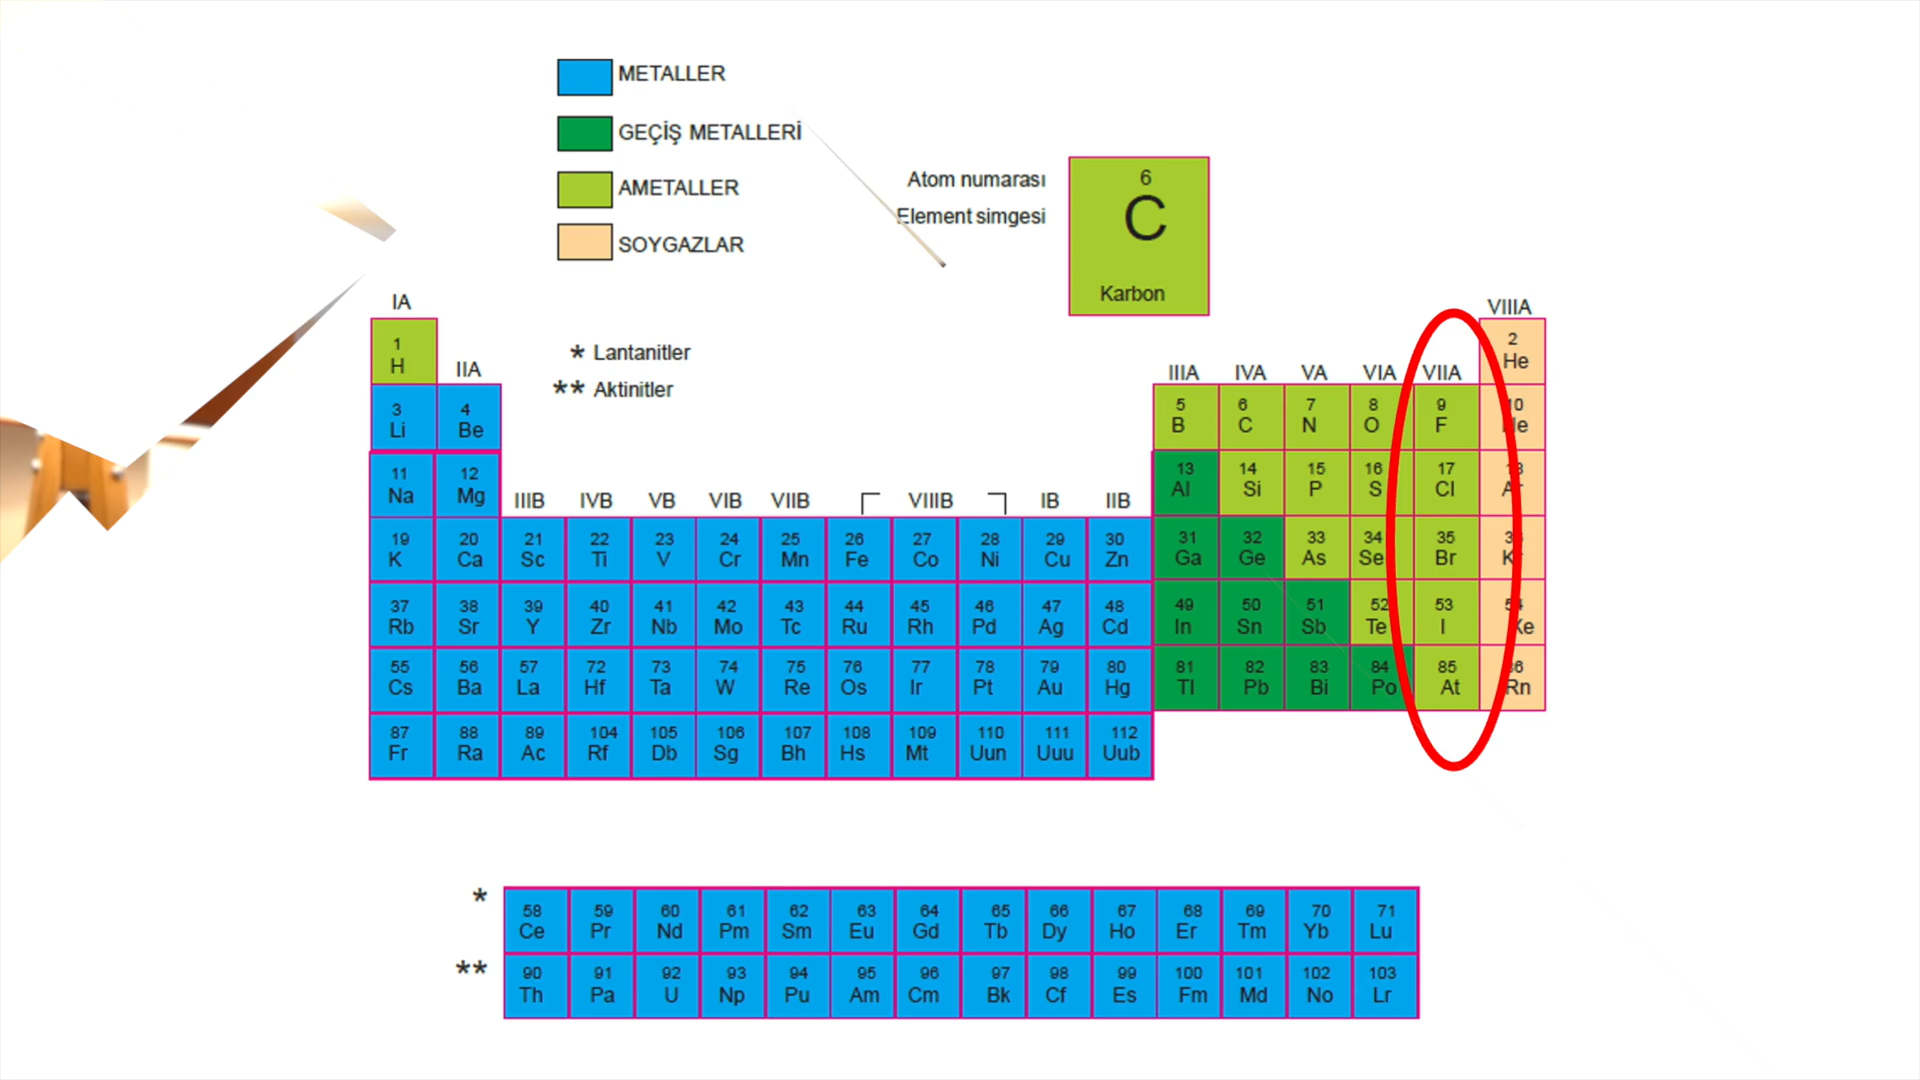 METALLER
GEÇİŞ METALLERİ
AMETALLER
SOYGAZLAR
Atom numarası
Element simgesi
6
C
Karbon
* Lantanitler
** Aktinitler
IA
VIIIA
1 2
H He
IIA IIIA IVA VA VIA VIIA
3 4 5 6 7 8 9 10
Li Be B C N O F
11 12 13 14 15 16 17
Na Mg Al Si P S Cl
IIIB IVB VB VIB VIIB VIIIB IB IIB
19 20 21 22 23 24 25 26 27 28 29 30 31 32 33 34 35
K Ca Sc Ti V Cr Mn Fe Co Ni Cu Zn Ga Ge As Se Br
37 38 39 40 41 42 43 44 45 46 47 48 49 50 51 52 53 54
Rb Sr Y Zr Nb Mo Tc Ru Rh Pd Ag Cd In Sn Sb Te I
55 56 57 72 73 74 75 76 77 78 79 80 81 82 83 84 85
Cs Ba La Hf Ta W Re Os Ir Pt Au Hg Tl Pb Bi Po At Rn
87 88 89 104 105 106 107 108 109 110 111 112
Fr Ra Ac Rf Db Sg Bh Hs Mt Uun Uuu Uub
*
58 59 60 61 62 63 64 65 66 67 68 69 70 71
Ce Pr Nd Pm Sm Eu Gd Tb Dy Ho Er Tm Yb Lu
**
90 91 92 93 94 95 96 97 98 99 100 101 102 103
Th Pa U Np Pu Am Cm Bk Cf Es Fm Md No Lr